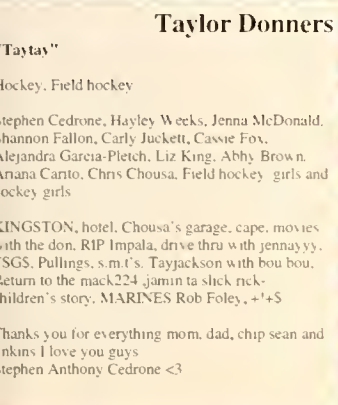 Taylor Donners
"Taytay"
Hockey, Field hockey
Stephen Cedrone, Hayley Weeks, Jenna McDonald,
Shannon Fallon, Carly Juckett, Cassie Fox,
Alejandra Garcia-Pletch, Liz King, Abby Brown,
Ariana Canto, Chris Chousa, Field hockey girls and
hockey girls
KINGSTON, hotel, Chousa's garage, cape, movies
with the don, RIP Impala, drive thru with jennayyy,
Pullings, s.m.t's, Tayjackson with bou bou,
Return to the mack224 ,jamin ta slick rick-
children's story, MARINES Rob Foley, +'+$
Thanks you for everything mom, dad, chip sean and
I love you guys
Stephen Anthony Cedrone <3